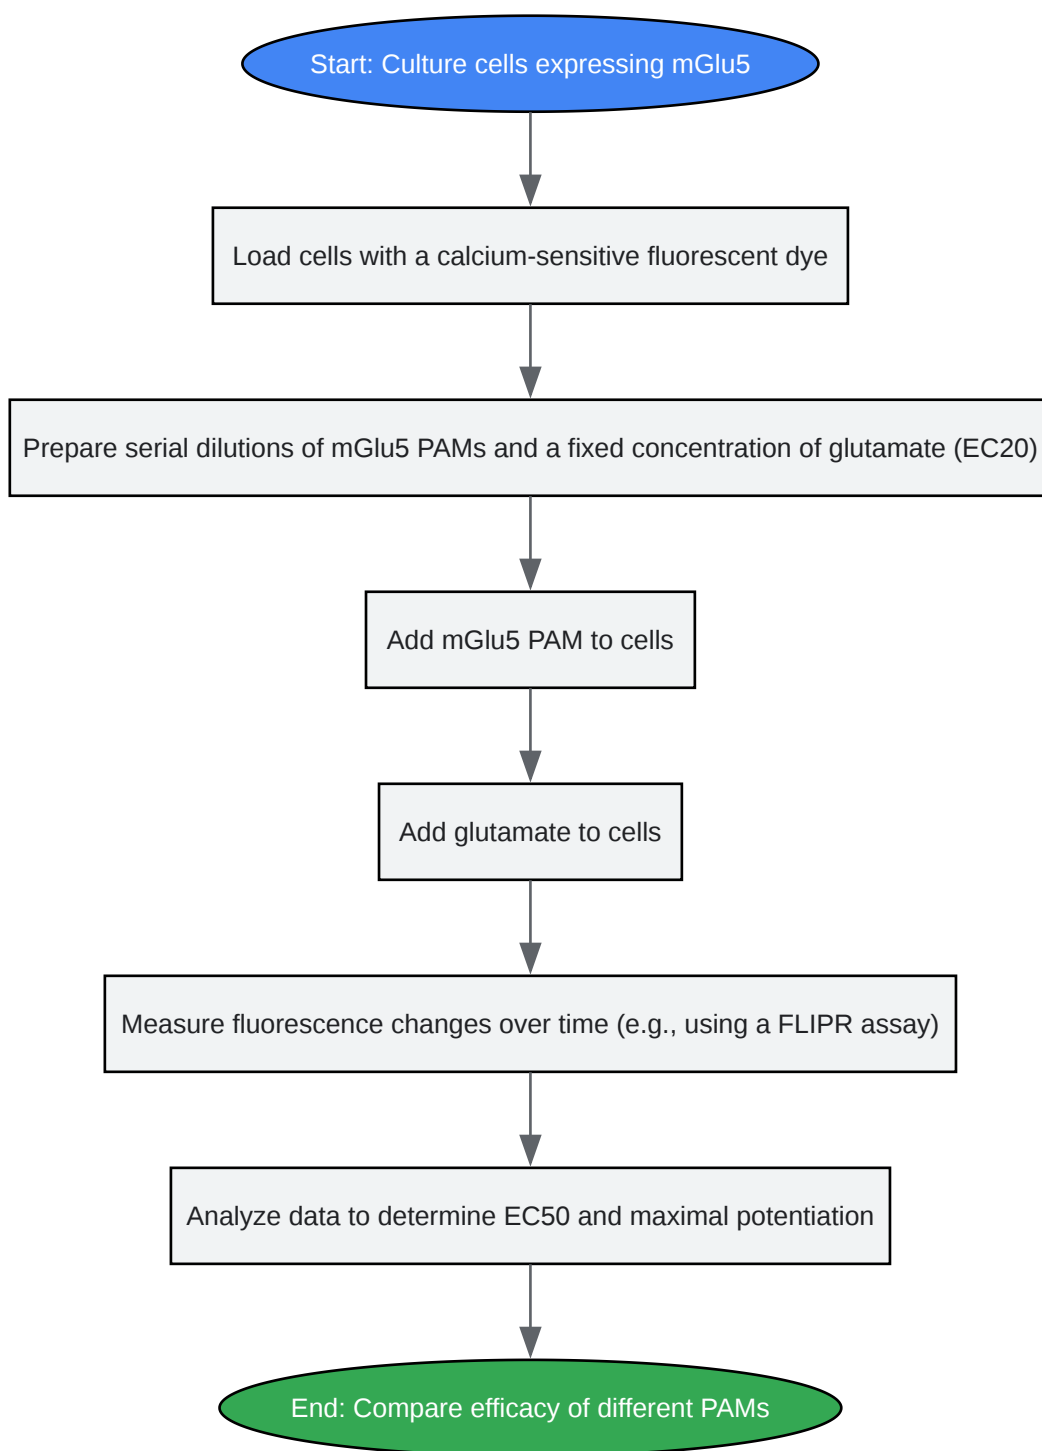 Start: Culture cells expressing mGlu5
Load cells with a calcium-sensitive fluorescent dye
Prepare serial dilutions of mGlu5 PAMs and a fixed concentration of glutamate (EC20)
Add mGlu5 PAM to cells
Add glutamate to cells
Measure fluorescence changes over time (e.g., using a FLIPR assay)
Analyze data to determine EC50 and maximal potentiation
End: Compare efficacy of different PAMs